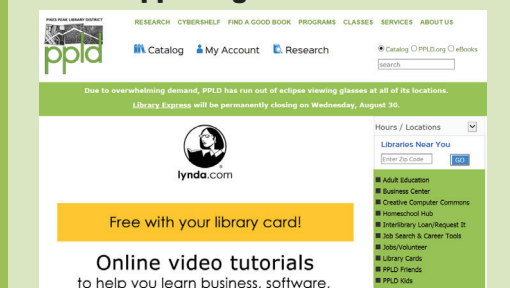 PIKES PEAK LIBRARY DISTRICT
ppld
RESEARCH CYBERSHELF FIND A GOOD BOOK PROGRAMS CLASSES SERVICES ABOUT US
Catalog My Account Research
Catalog PPLD.org eBooks
search
Due to overwhelming demand, PPLD has run out of eclipse viewing glasses at all of its locations.
Library Express will be permanently closing on Wednesday, August 30.
lynda.com
Free with your library card!
Online video tutorials
to help you learn business, software,
Hours / Locations
Libraries Near You
Enter Zip Code GO
Adult Education
Business Center
Creative Computer Commons
Homeschool Hub
Interlibrary Loan/Request It
Job Search & Career Tools
Jobs/Volunteer
Library Cards
PPLD Friends
PPLD Kids